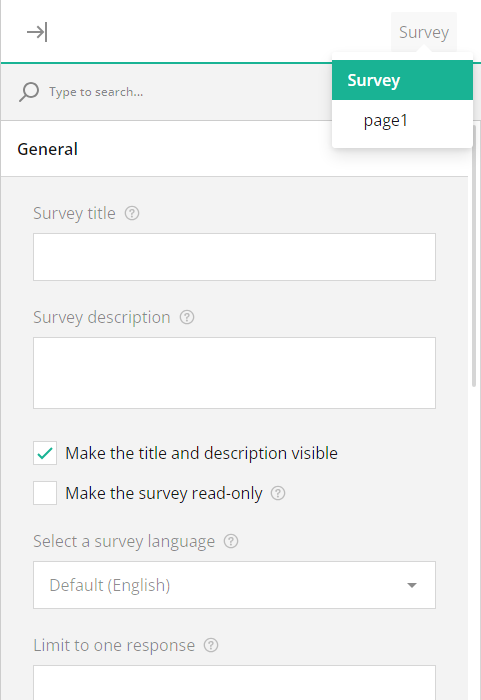 Survey
Survey
page1
Type to search...
General
Survey title
Survey description
Make the title and description visible
Make the survey read-only
Select a survey language
Default (English)
Limit to one response